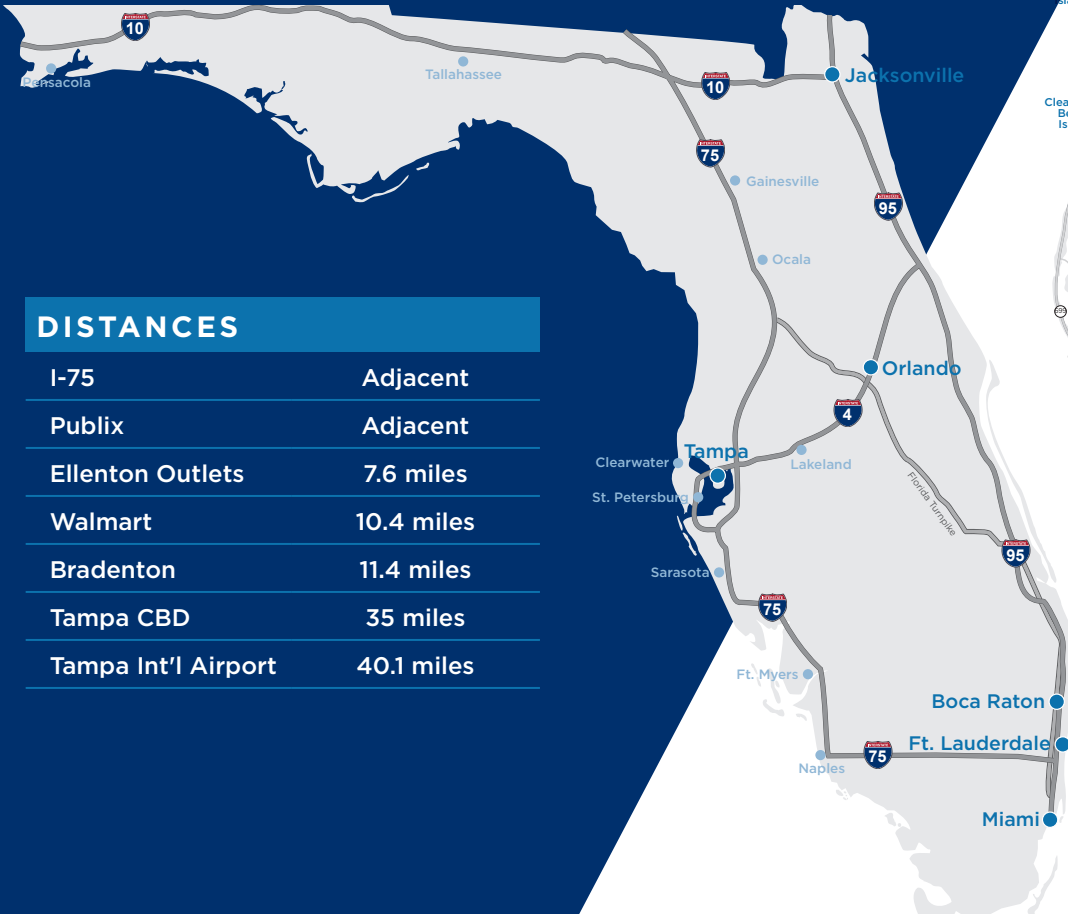 10
Pensacola
Tallahassee
Jacksonville
10
75
Gainesville
95
Ocala
Clea
Be
Is
DISTANCES
I-75 Adjacent
Publix Adjacent
Ellenton Outlets 7.6 miles
Walmart 10.4 miles
Bradenton 11.4 miles
Tampa CBD 35 miles
Tampa Int'l Airport 40.1 miles
Orlando
4
Tampa
Clearwater
Lakeland
St. Petersburg
Florida Turnpike
95
Sarasota
75
Ft. Myers
Boca Raton
Ft. Lauderdale
75
Naples
Miami